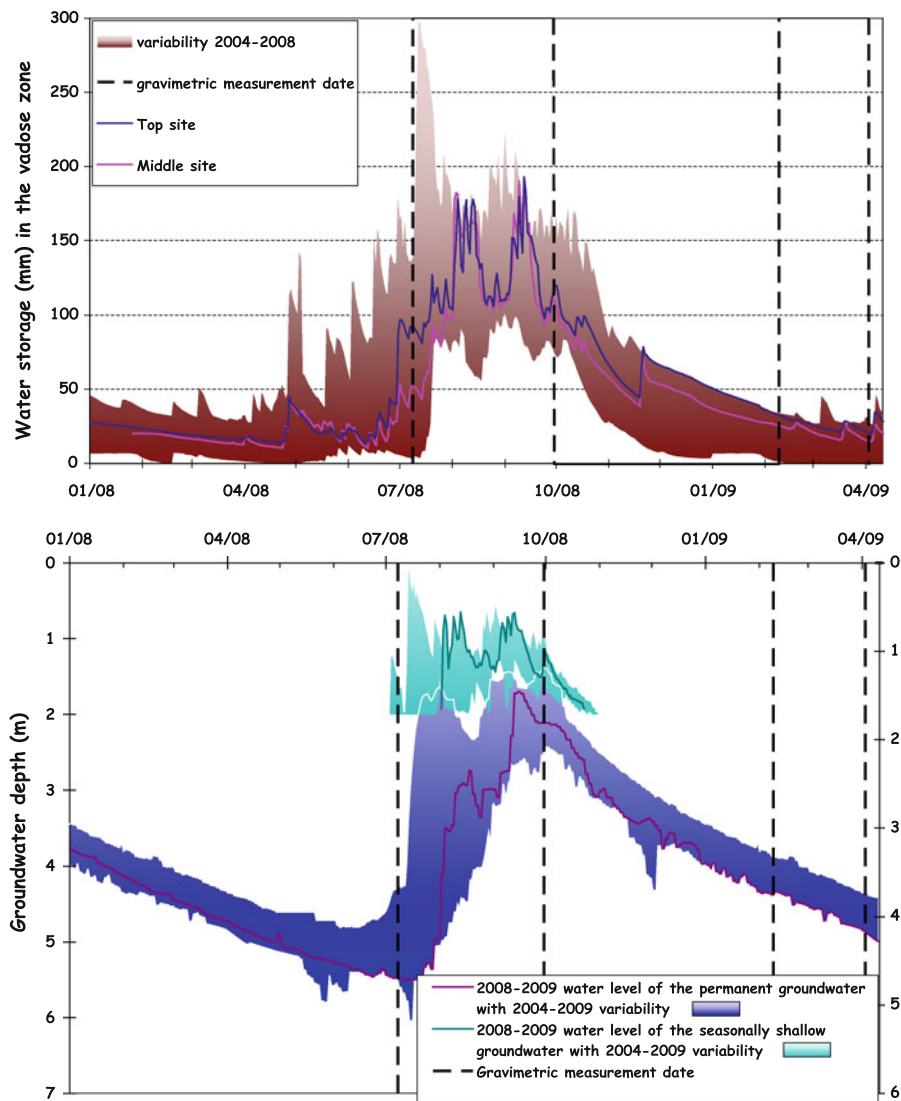 300
variability 2004-2008
gravimetric measurement date
250
Top site
Middle site
200
Water storage (mm) in the vadose zone
150
100
50
0
01/08 04/08 07/08 10/08 01/09 04/09
01/08 04/08 07/08 10/08 01/09 04/09
0 0
1 1
2 2
3 3
Groundwater depth (m)
4 4
5 5
6 6
7
2008-2009 water level of the permanent groundwater
with 2004-2009 variability
2008-2009 water level of the seasonally shallow
groundwater with 2004-2009 variability
Gravimetric measurement date